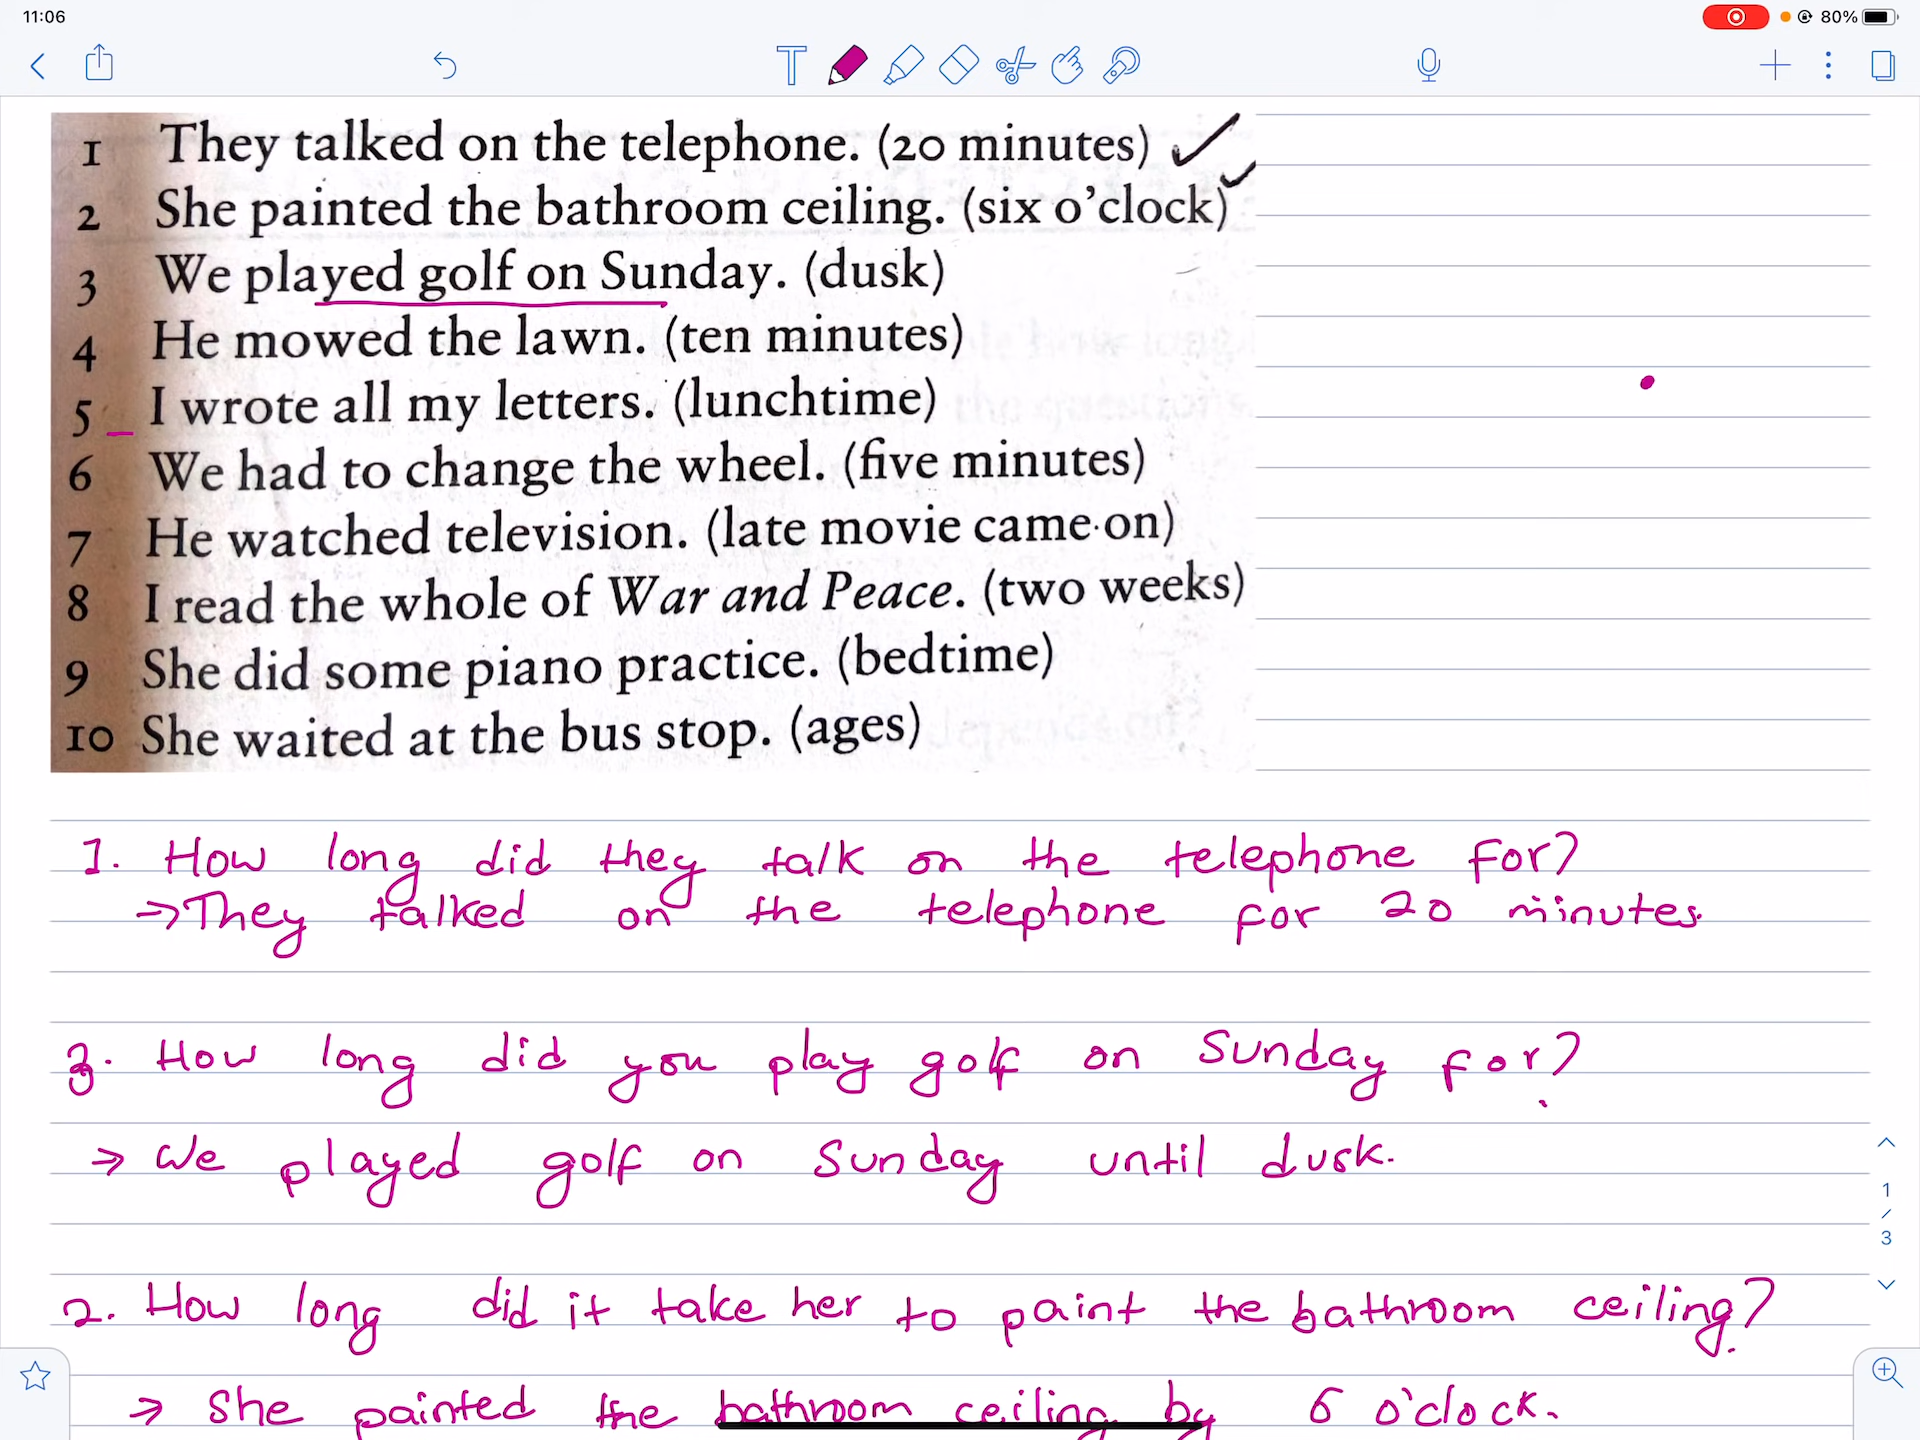 11:06
80%
1 They talked on the telephone. (20 minutes)
2 She painted the bathroom ceiling. (six o'clock)
3 We played golf on Sunday. (dusk)
4 He mowed the lawn. (ten minutes)
5 I wrote all my letters. (lunchtime)
6 We had to change the wheel. (five minutes)
7 He watched television. (late movie came on)
8 I read the whole of War and Peace. (two weeks)
9 She did some piano practice. (bedtime)
10 She waited at the bus stop. (ages)
1. How long did they talk on the telephone for?
→ They talked on the telephone for 20 minutes.
3. How long did you play golf on Sunday for?
→ We played golf on Sunday until dusk.
2. How long did it take her to paint the bathroom ceiling?
→ She painted the bathroom ceiling by 6 o'clock.
1
/
3